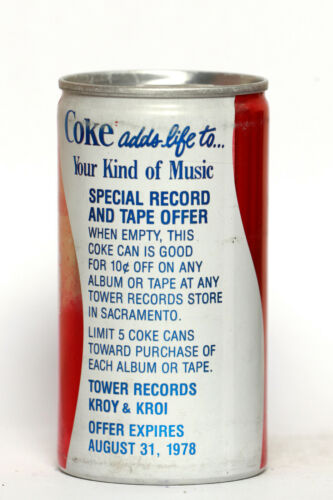 Coke adds life to...
Your Kind of Music
SPECIAL RECORD
AND TAPE OFFER
WHEN EMPTY, THIS
COKE CAN IS GOOD
FOR 10¢ OFF ON ANY
ALBUM OR TAPE AT ANY
TOWER RECORDS STORE
IN SACRAMENTO.
LIMIT 5 COKE CANS
TOWARD PURCHASE OF
EACH ALBUM OR TAPE.
TOWER RECORDS
KROY & KROI
OFFER EXPIRES
AUGUST 31, 1978